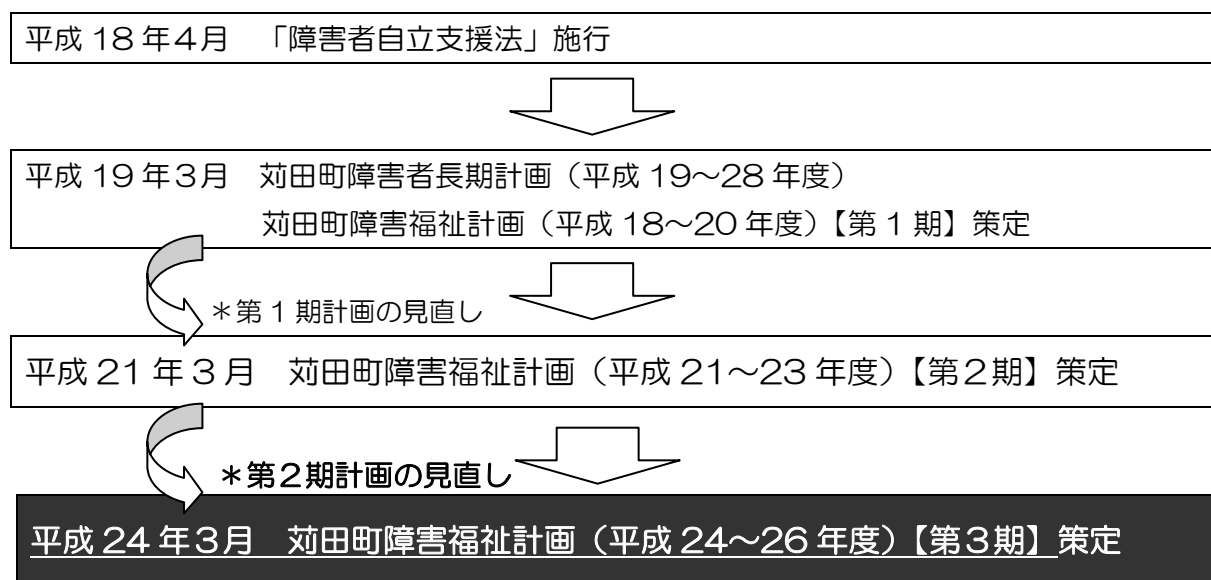 平成 18 年４月　「障害者自立支援法」施行
平成 19 年３月　苅田町障害者長期計画（平成 19～28 年度）
苅田町障害福祉計画（平成 18～20 年度）【第 1 期】策定
＊第 1 期計画の見直し
平成 21 年３月　苅田町障害福祉計画（平成 21～23 年度）【第２期】策定
＊第２期計画の見直し
平成 24 年３月　苅田町障害福祉計画（平成 24～26 年度）【第３期】策定